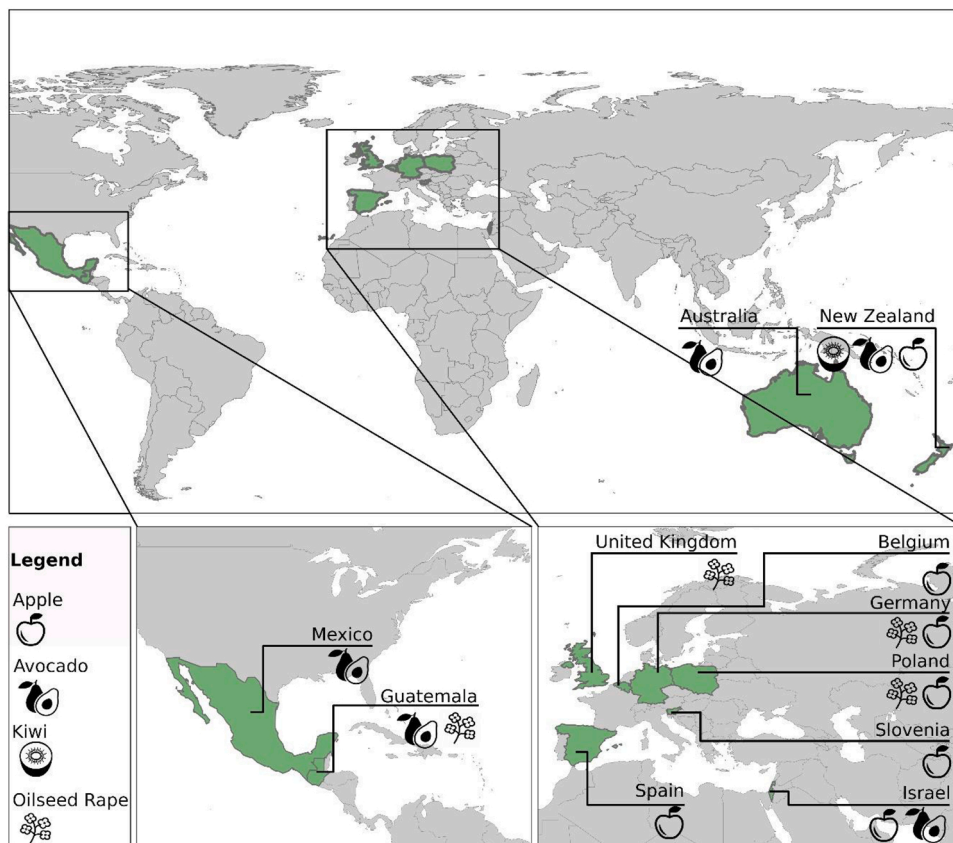 Australia
New Zealand
Legend
Apple
Avocado
Kiwi
Oilseed Rape
Mexico
Guatemala
United Kingdom
Belgium
Germany
Poland
Slovenia
Spain
Israel